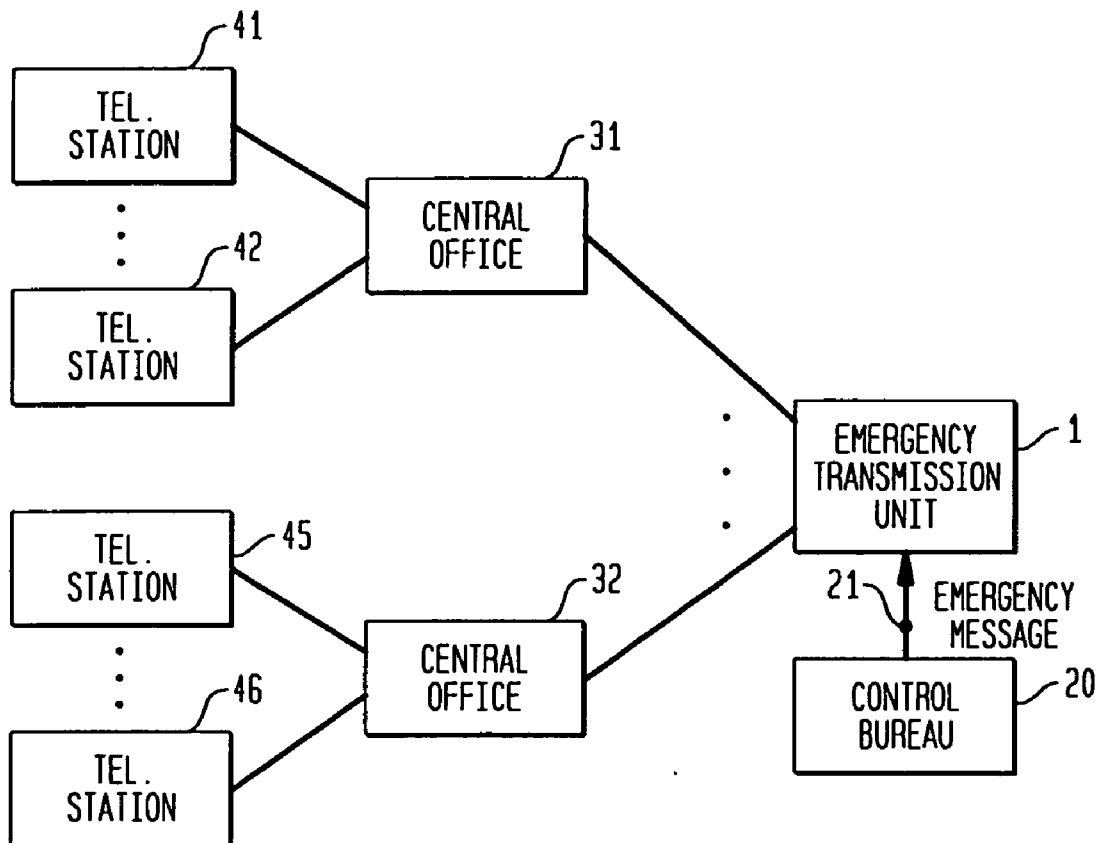 41
TEL.
STATION
31
CENTRAL
OFFICE
42
TEL.
STATION
1
EMERGENCY
TRANSMISSION
UNIT
45
TEL.
STATION
32
CENTRAL
OFFICE
21
EMERGENCY
MESSAGE
46
TEL.
STATION
20
CONTROL
BUREAU